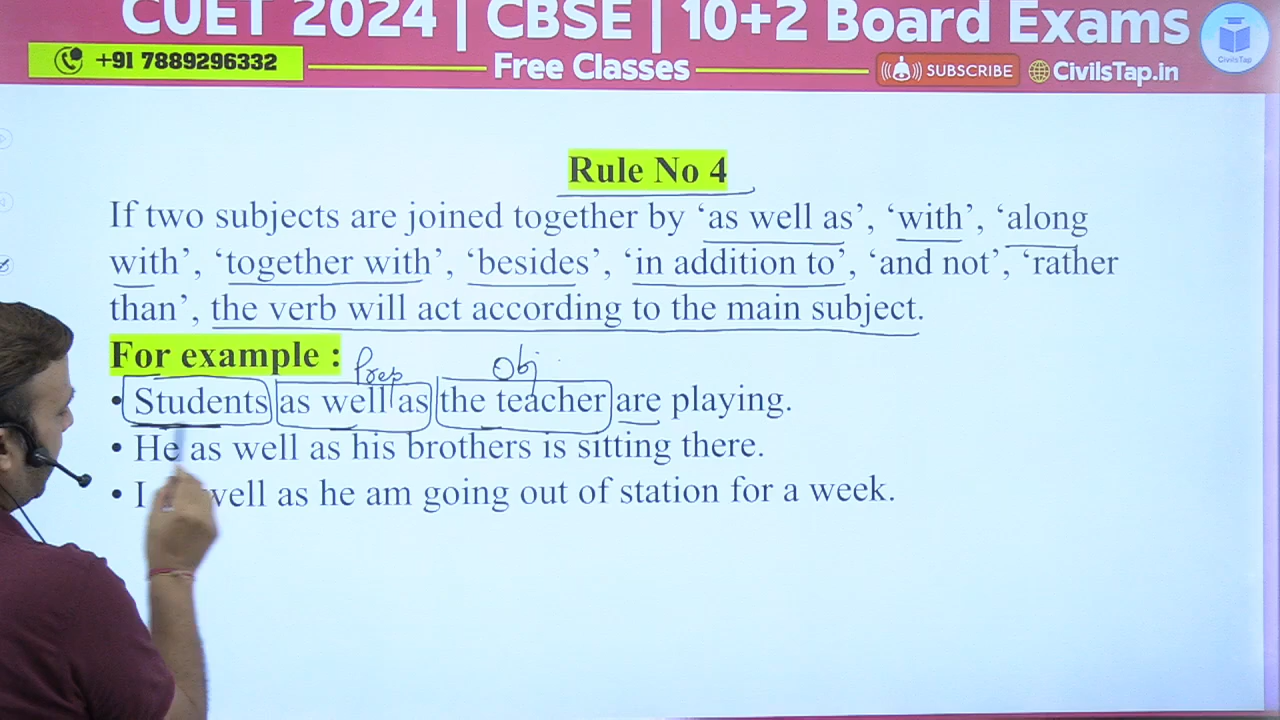 CUET 2024 | CBSE | 10+2 Board Exams
+91 7889296332
Free Classes
SUBSCRIBE
CivilsTap.in
CivilsTap
Rule No 4
If two subjects are joined together by ‘as well as’, ‘with’, ‘along
with’, ‘together with’, ‘besides’, ‘in addition to’, ‘and not’, ‘rather
than’, the verb will act according to the main subject.
For example :
Prep Obj
• Students as well as the teacher are playing.
• He as well as his brothers is sitting there.
• I well as he am going out of station for a week.